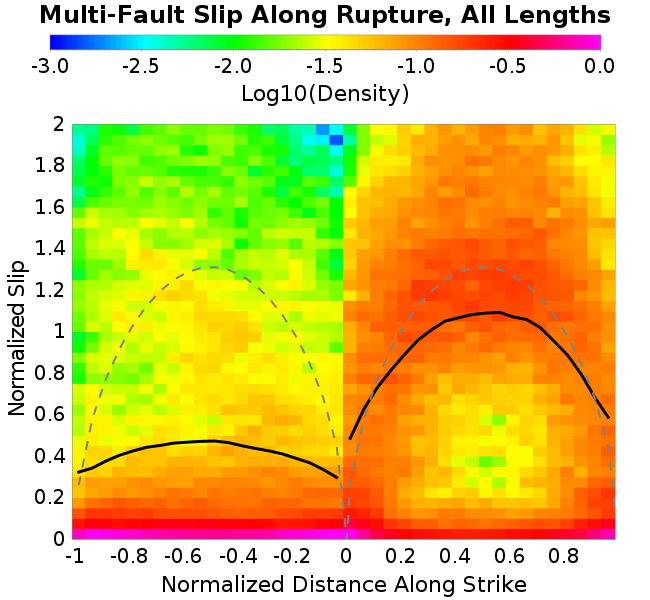 Multi-Fault Slip Along Rupture, All Lengths
-3.0 -2.5 -2.0 -1.5 -1.0 -0.5 0.0
Log10(Density)
2
1.8
1.6
1.4
1.2
1
0.8
0.6
0.4
0.2
0
Normalized Slip
-1 -0.8 -0.6 -0.4 -0.2 0 0.2 0.4 0.6 0.8
Normalized Distance Along Strike